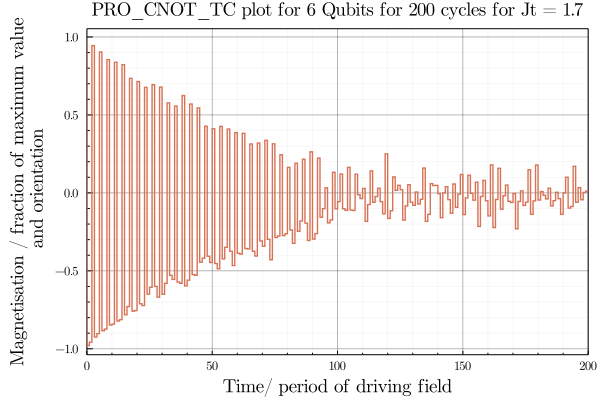 PRO_CNOT_TC plot for 6 Qubits for 200 cycles for Jt = 1.7
Magnetisation / fraction of maximum value
and orientation
1.0
0.5
0.0
−0.5
−1.0
0 50 100 150 200
Time/ period of driving field